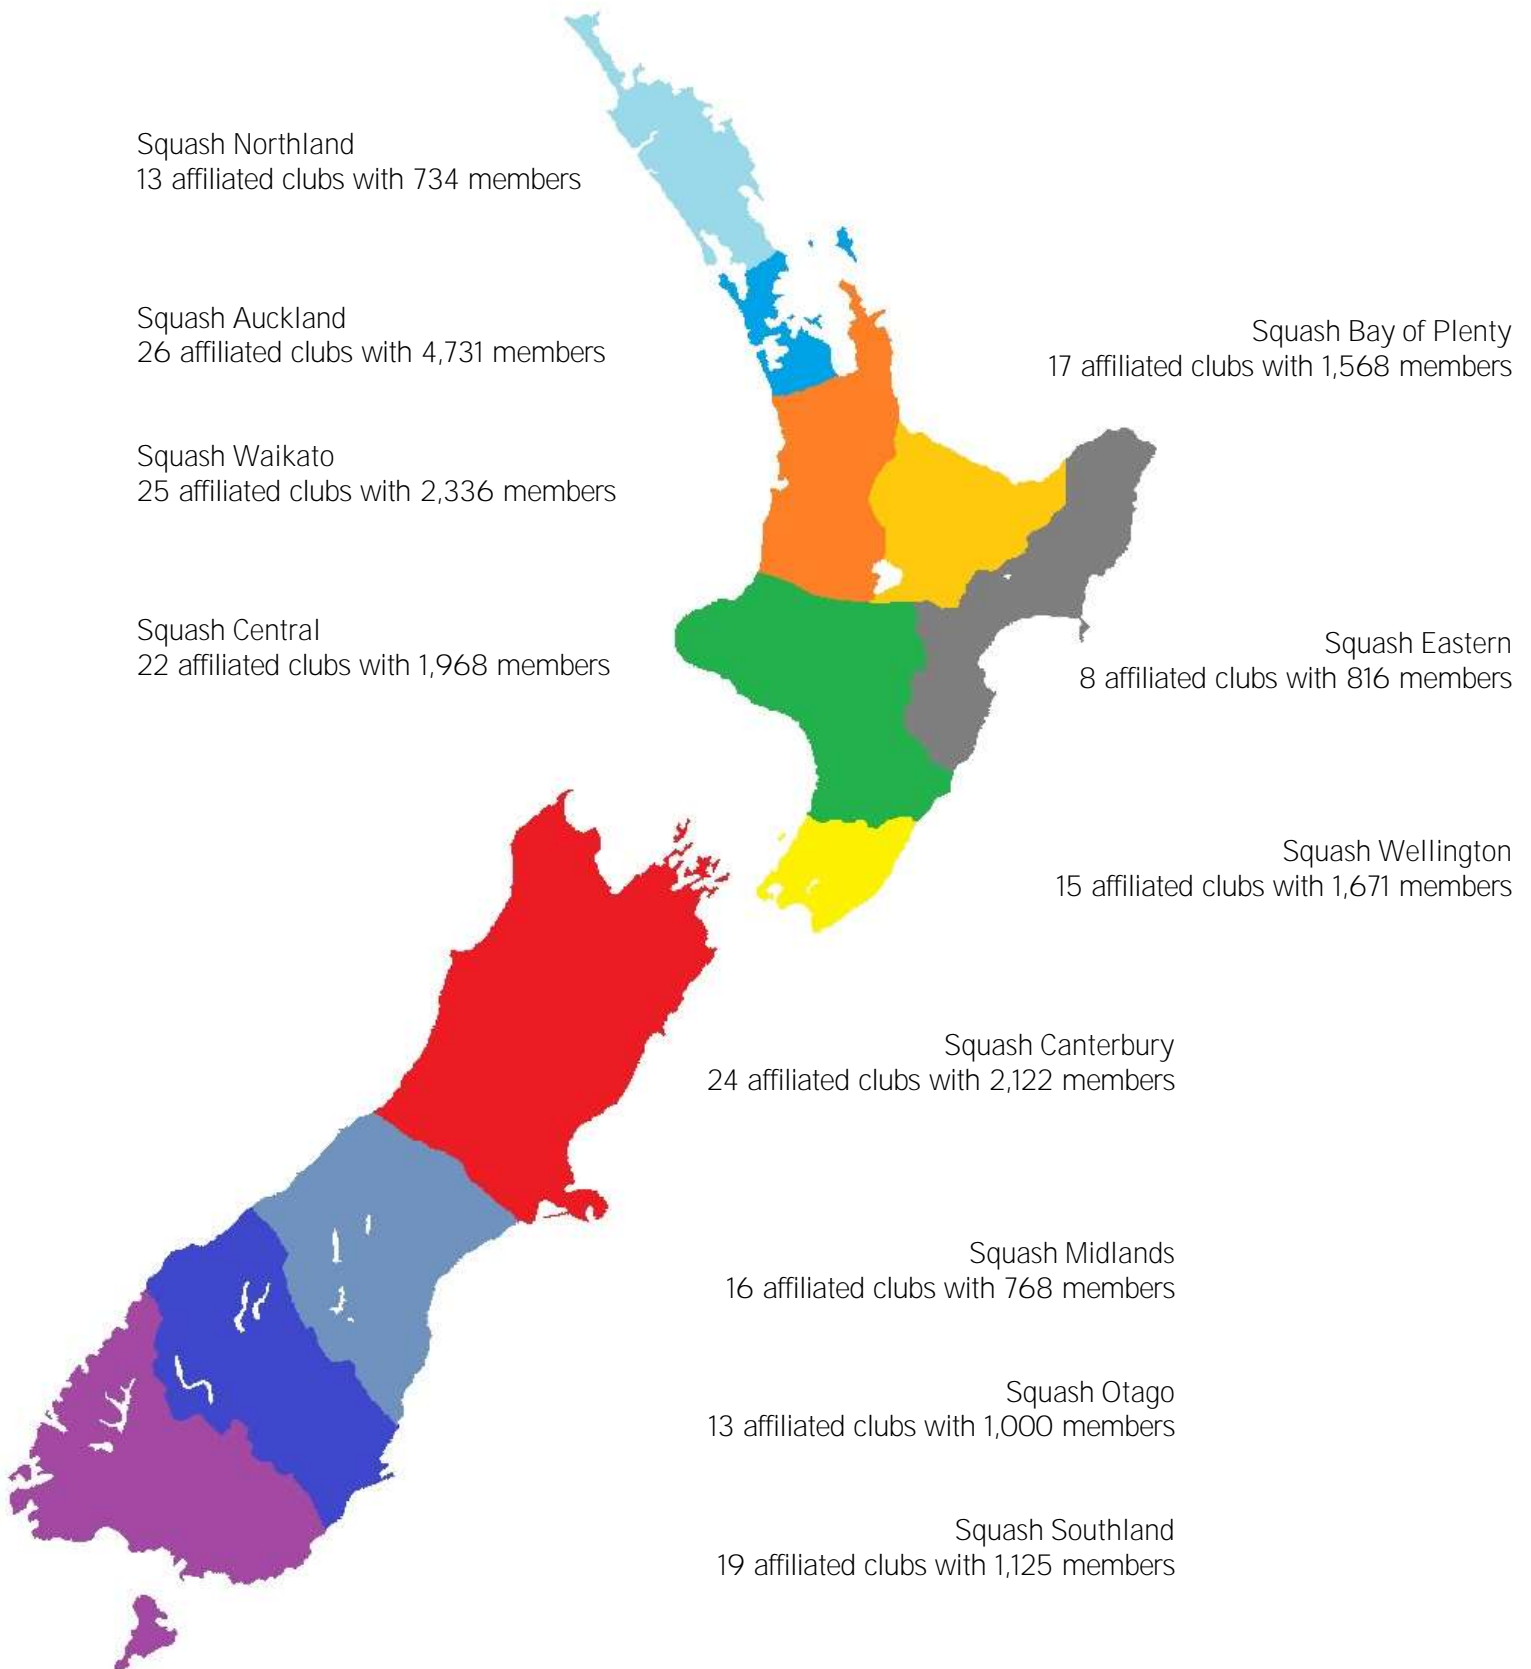 Squash Northland
13 affiliated clubs with 734 members
Squash Auckland
26 affiliated clubs with 4,731 members
Squash Bay of Plenty
17 affiliated clubs with 1,568 members
Squash Waikato
25 affiliated clubs with 2,336 members
Squash Central
22 affiliated clubs with 1,968 members
Squash Eastern
8 affiliated clubs with 816 members
Squash Wellington
15 affiliated clubs with 1,671 members
Squash Canterbury
24 affiliated clubs with 2,122 members
Squash Midlands
16 affiliated clubs with 768 members
Squash Otago
13 affiliated clubs with 1,000 members
Squash Southland
19 affiliated clubs with 1,125 members